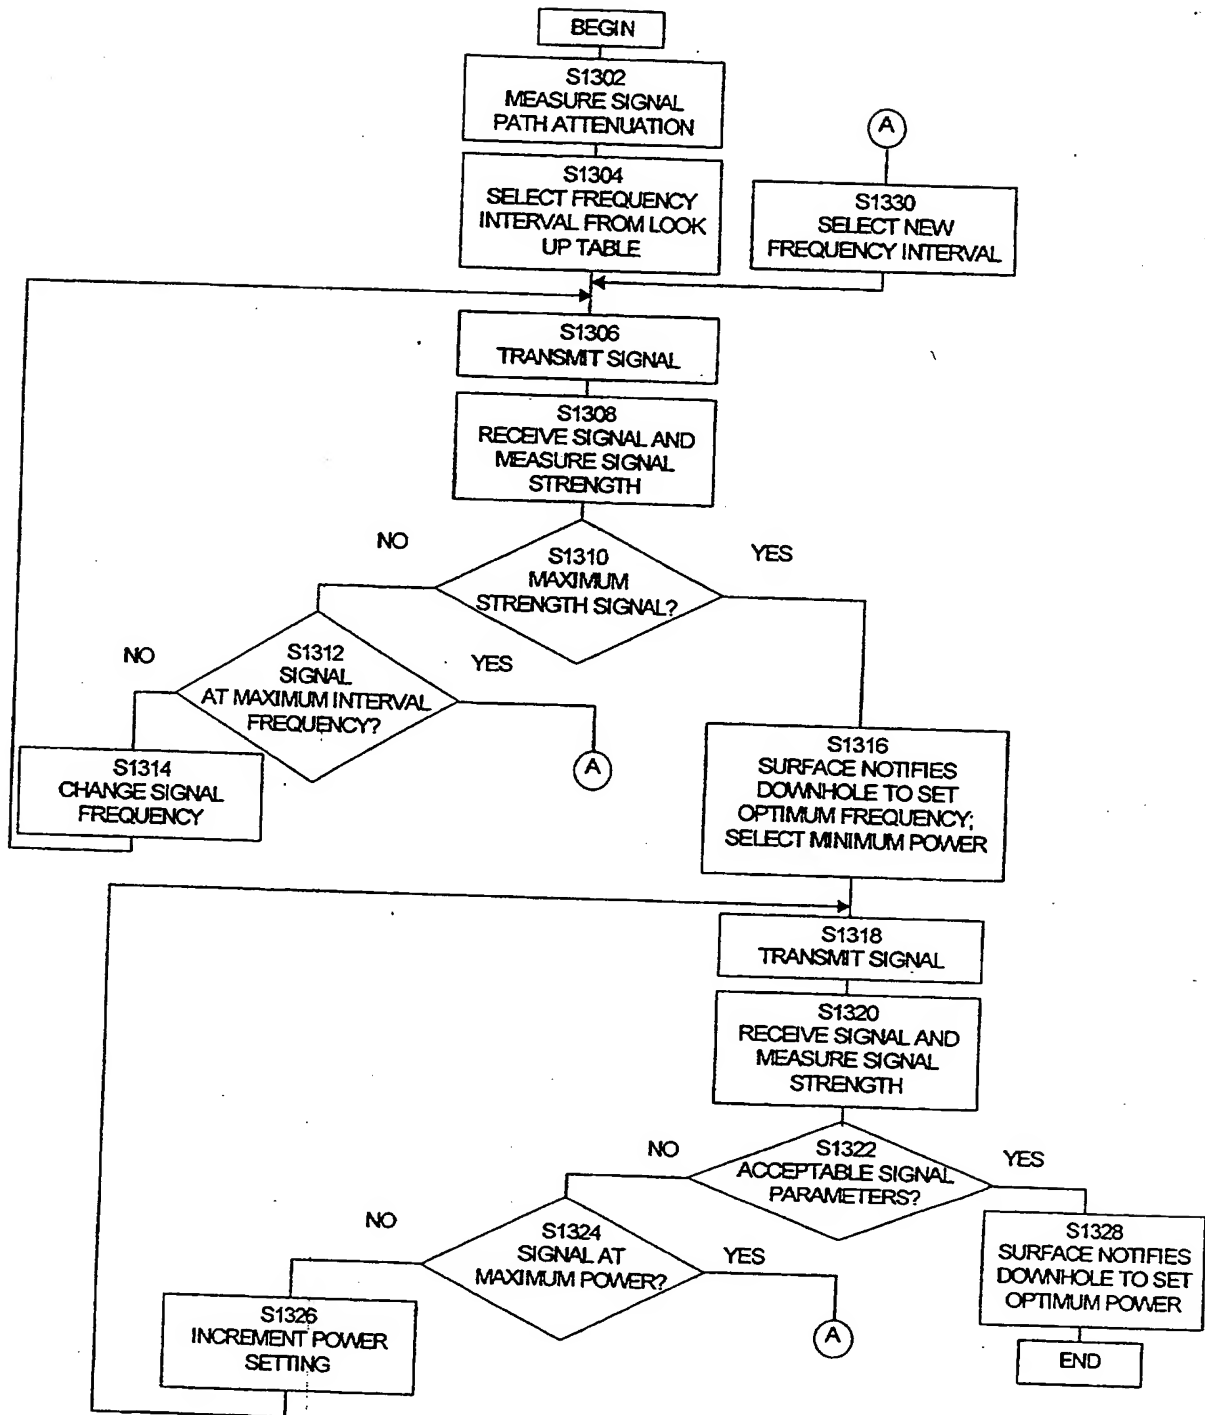 BEGIN
S1302
MEASURE SIGNAL
PATH ATTENUATION
A
S1304
SELECT FREQUENCY
INTERVAL FROM LOOK
UP TABLE
S1330
SELECT NEW
FREQUENCY INTERVAL
S1306
TRANSMIT SIGNAL
S1308
RECEIVE SIGNAL AND
MEASURE SIGNAL
STRENGTH
NO
S1310
MAXIMUM
STRENGTH SIGNAL?
YES
NO
S1312
SIGNAL
AT MAXIMUM INTERVAL
FREQUENCY?
YES
A
S1314
CHANGE SIGNAL
FREQUENCY
S1316
SURFACE NOTIFIES
DOWNHOLE TO SET
OPTIMUM FREQUENCY;
SELECT MINIMUM POWER
S1318
TRANSMIT SIGNAL
S1320
RECEIVE SIGNAL AND
MEASURE SIGNAL
STRENGTH
NO
S1322
ACCEPTABLE SIGNAL
PARAMETERS?
YES
NO
S1324
SIGNAL AT
MAXIMUM POWER?
YES
A
S1328
SURFACE NOTIFIES
DOWNHOLE TO SET
OPTIMUM POWER
S1326
INCREMENT POWER
SETTING
END